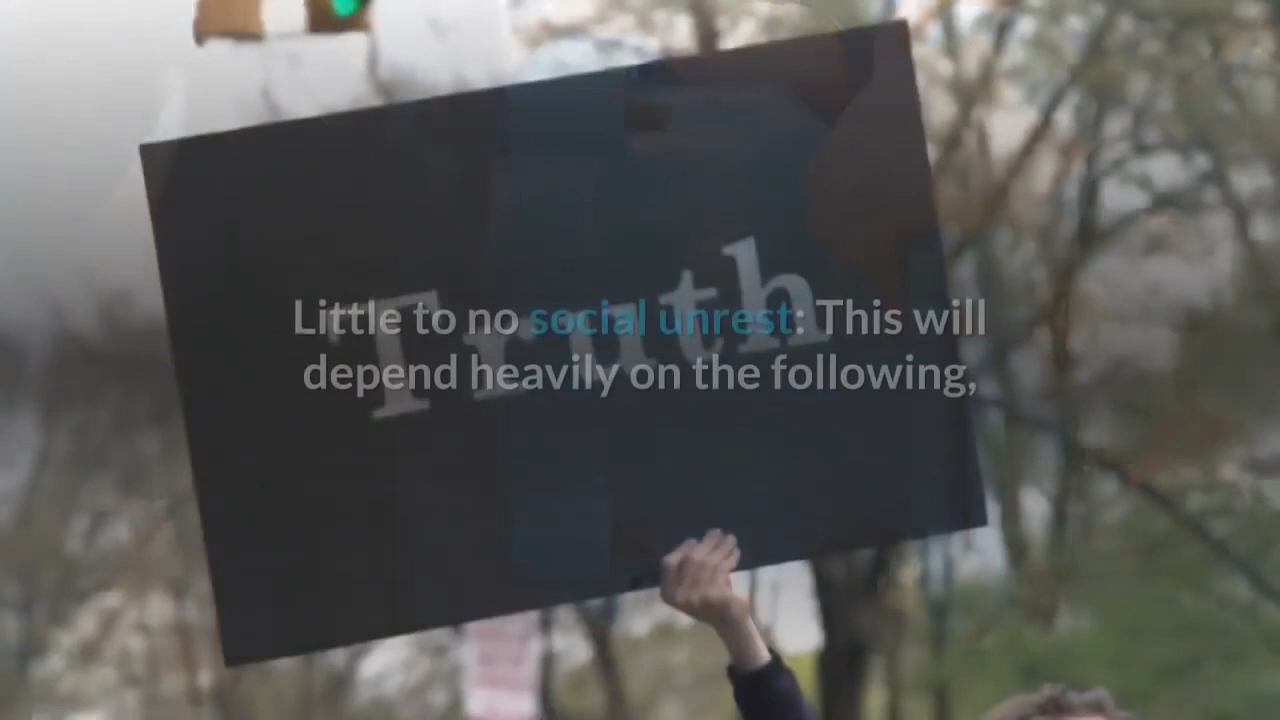 Little to no social unrest: This will
depend heavily on the following,
Truth